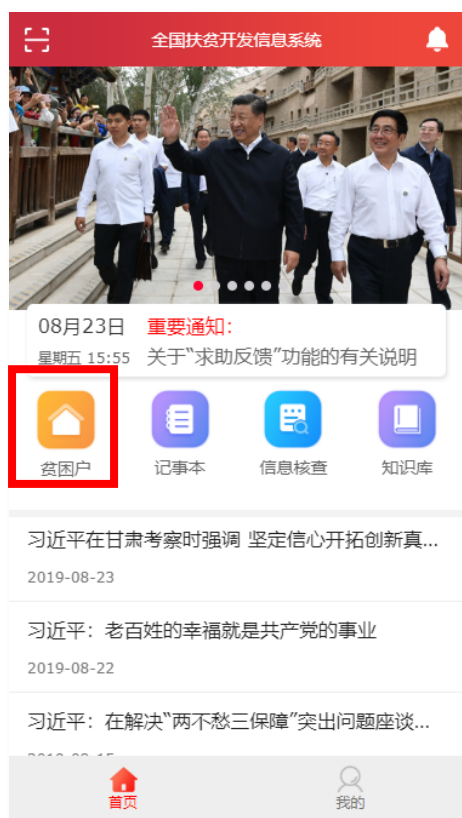 全国扶贫开发信息系统
08月23日 重要通知:
星期五 15:55 关于“求助反馈”功能的有关说明
贫困户 记事本 信息核查 知识库
习近平在甘肃考察时强调 坚定信心开拓创新真...
2019-08-23
习近平：老百姓的幸福就是共产党的事业
2019-08-22
习近平：在解决“两不愁三保障”突出问题座谈...
首页 我的